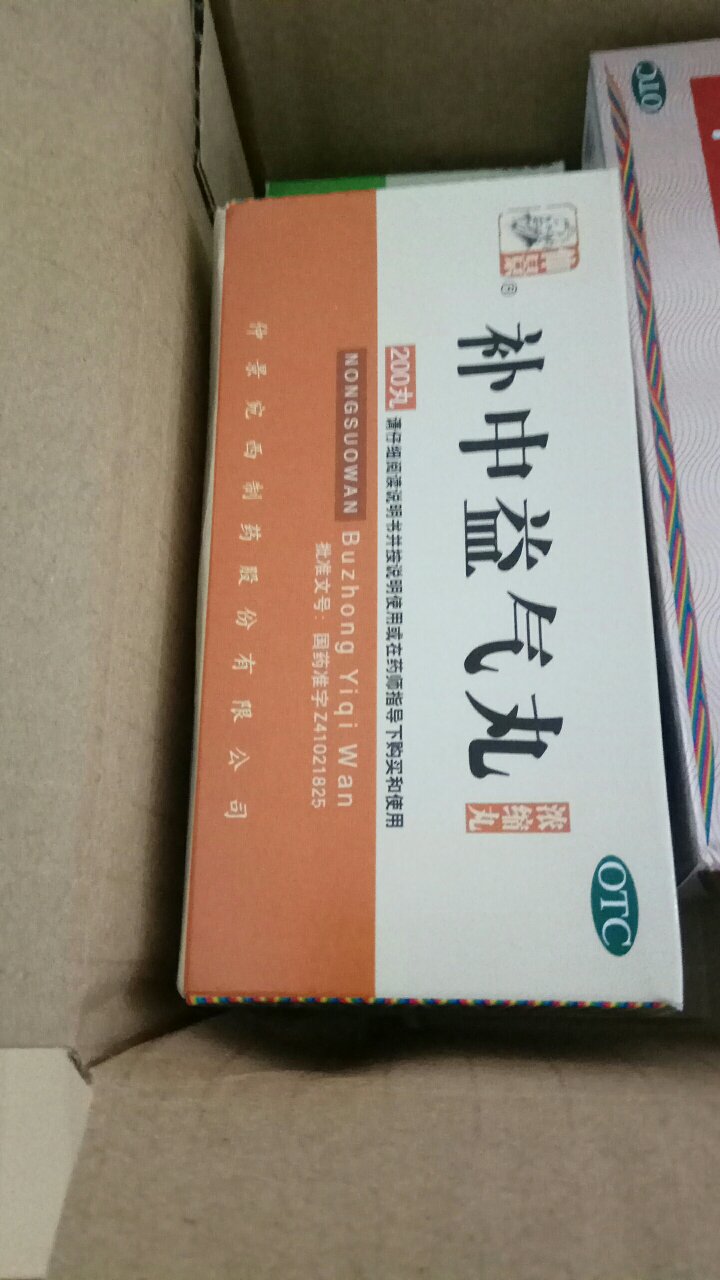 仲景
®
补中益气丸
浓缩丸
OTC
200丸
请仔细阅读说明书并按说明使用或在药师指导下购买和使用
NONGSUOWAN Buzhong Yiqi Wan
批准文号：国药准字Z41021825
仲景宛西制药股份有限公司
OTC